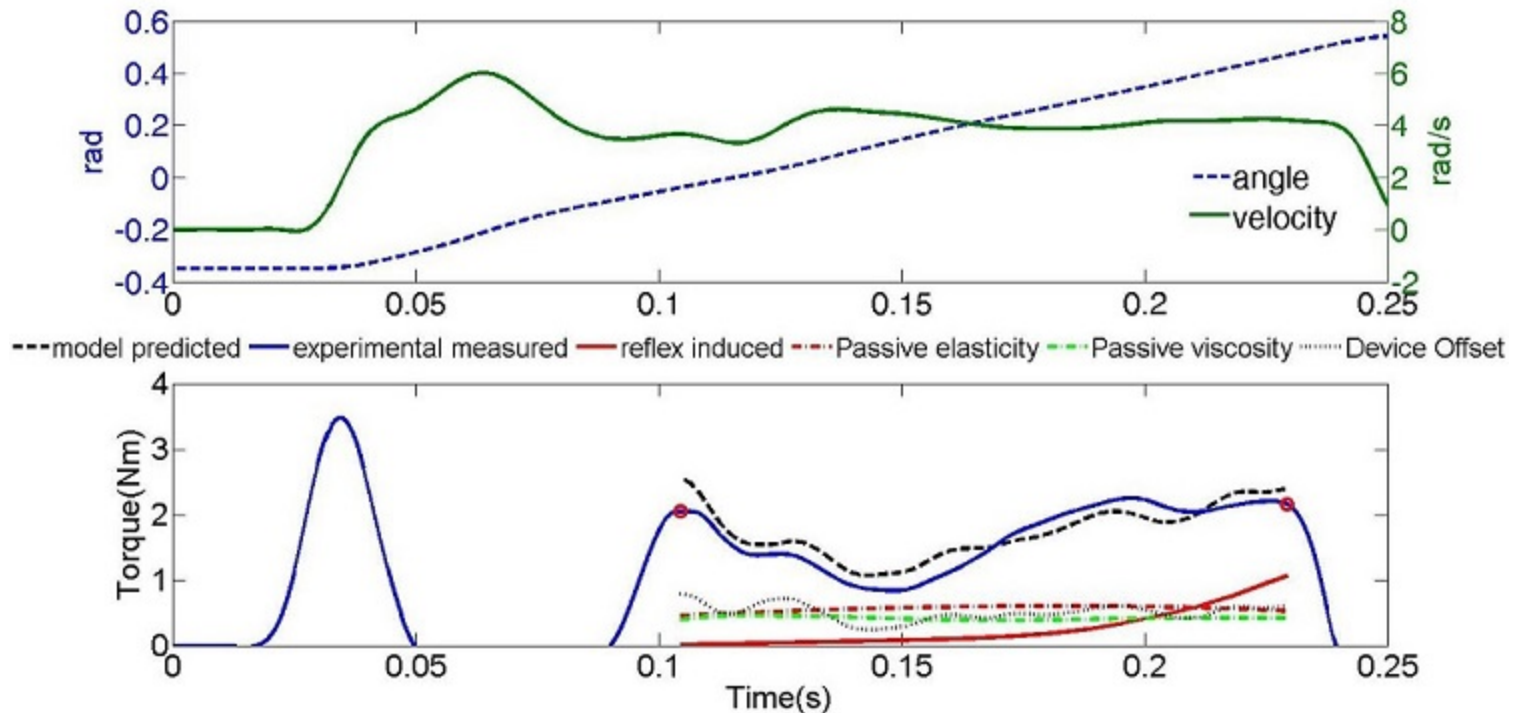 0.6 8
0.4 6
0.2 4
0 2
-0.2 0
-0.4 -2
rad
rad/s
angle
velocity
0 0.05 0.1 0.15 0.2 0.25
model predicted experimental measured reflex induced Passive elasticity Passive viscosity Device Offset
4
3
2
1
0
Torque(Nm)
0 0.05 0.1 0.15 0.2 0.25
Time(s)